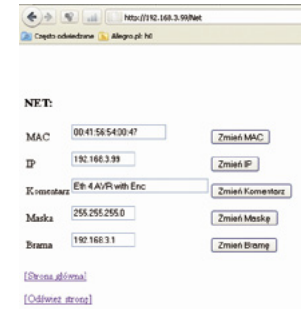 http://192.168.3.99/Net
Często odwiedzane Allegro.pl: h0
NET:
MAC 00:41:56:54:00:47 Zmień MAC
IP 192.168.3.99 Zmień IP
Komentarz Eth 4 AVR with Enc Zmień Komentarz
Maska 255.255.255.0 Zmień Maskę
Brama 192.168.3.1 Zmień Bramę
[Strona główna]
[Odśwież stronę]